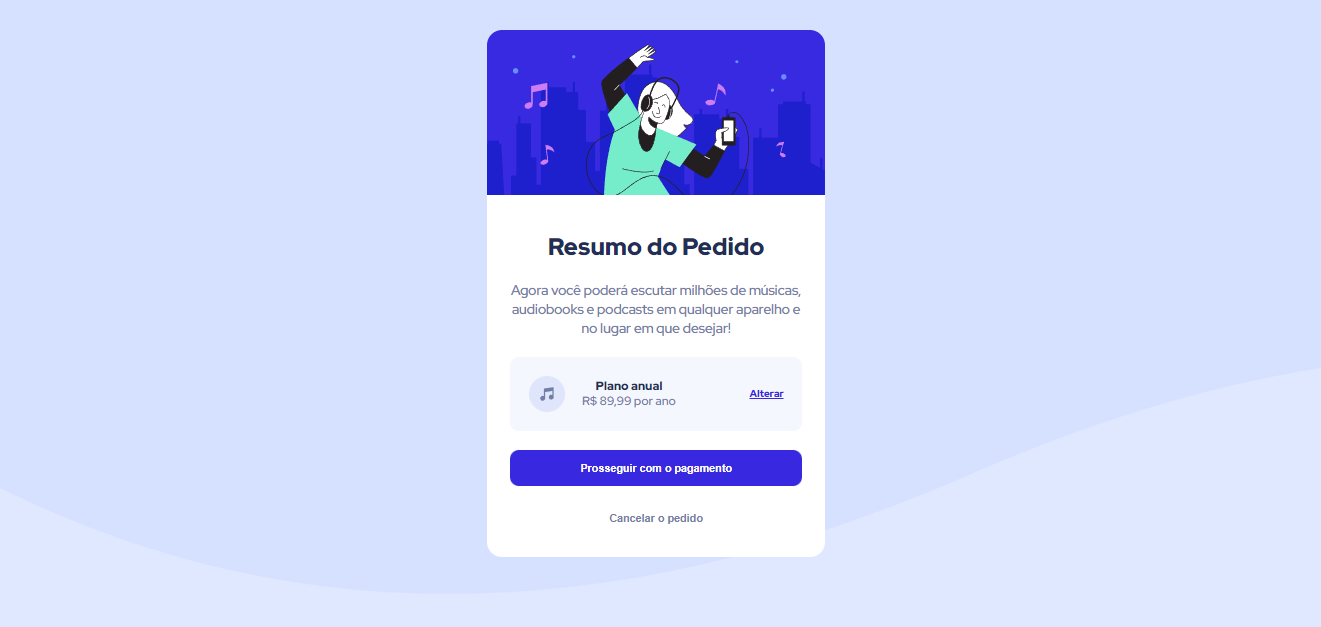 Resumo do Pedido
Agora você poderá escutar milhões de músicas,
audiobooks e podcasts em qualquer aparelho e
no lugar em que desejar!
Plano anual
R$ 89,99 por ano
Alterar
Prosseguir com o pagamento
Cancelar o pedido